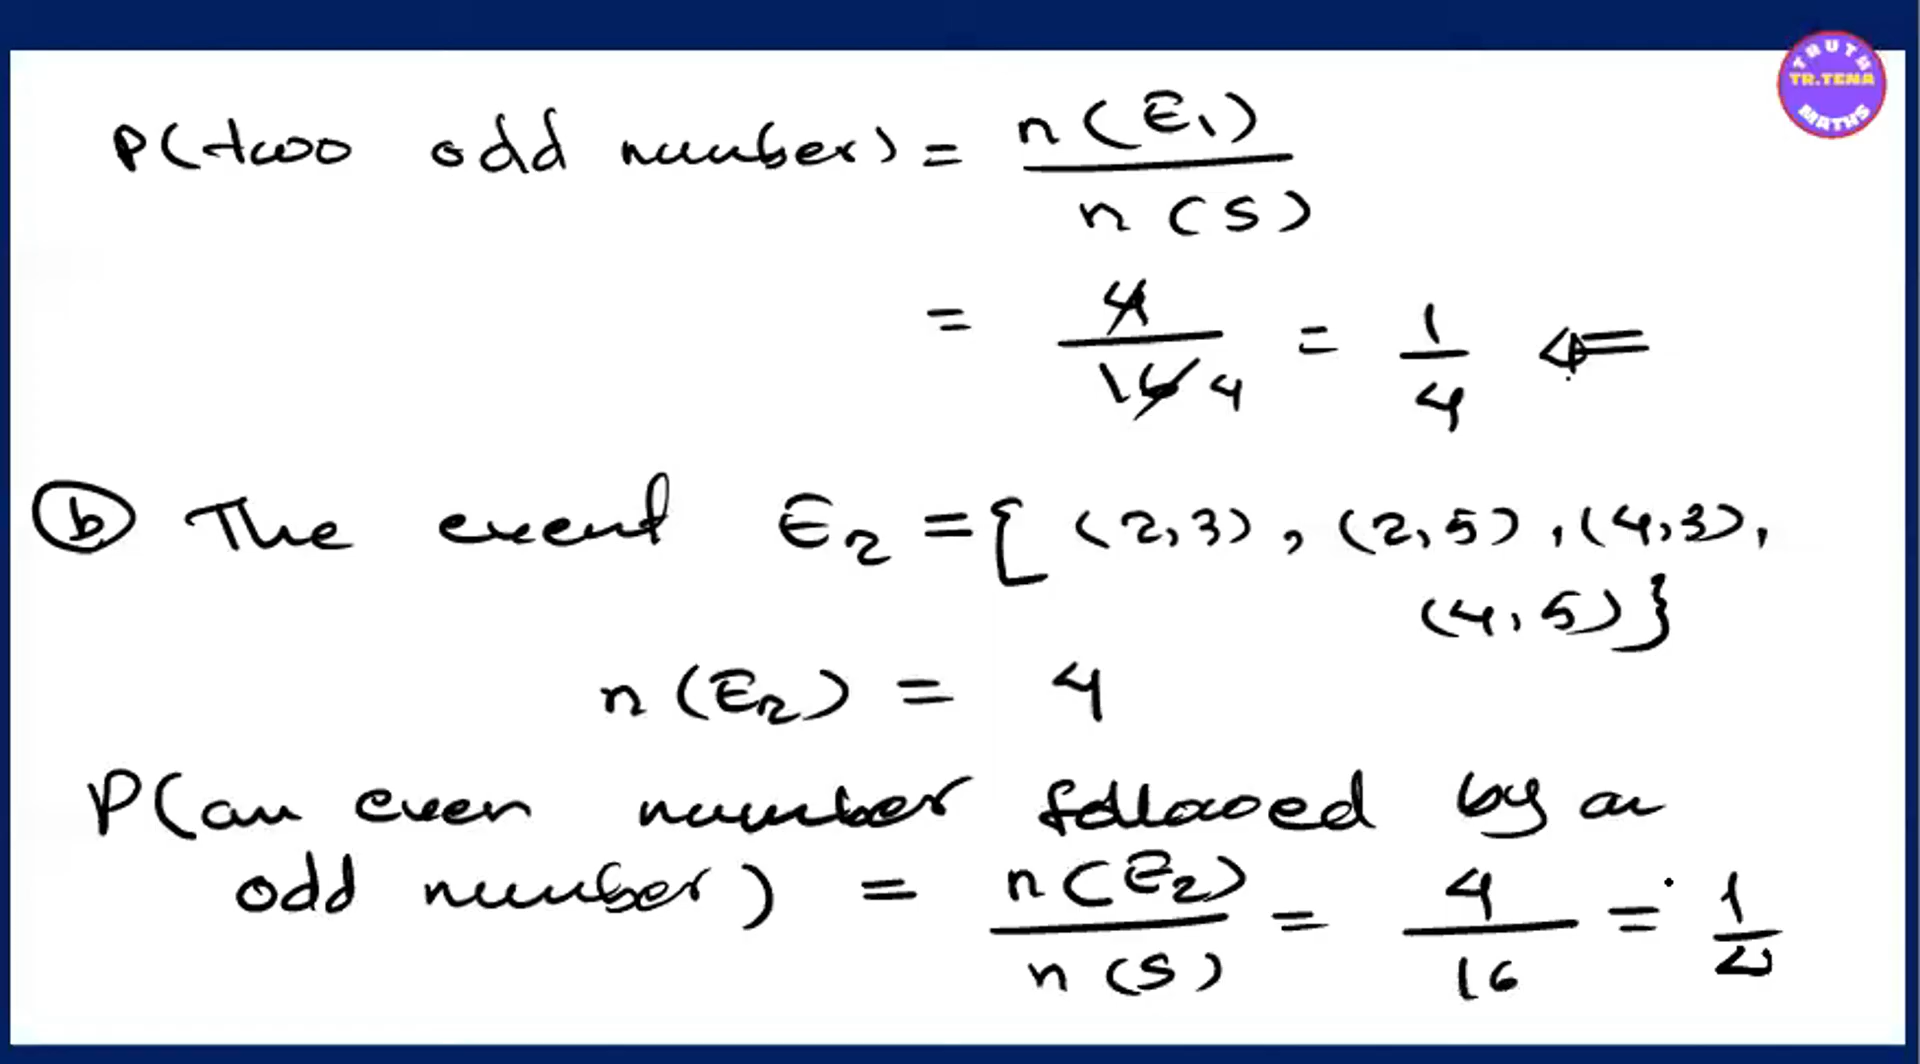 TRUTH
TR.TENA
MATHS
P(two odd number) = n(E1)
n(S)
= 4/16 4 = 1/4 ⇐
(b) The event E2 = { (2,3), (2,5), (4,3),
(4,5)}
n(E2) = 4
P(an even number followed by an
odd number) = n(E2)/n(S) = 4/16 = 1/4